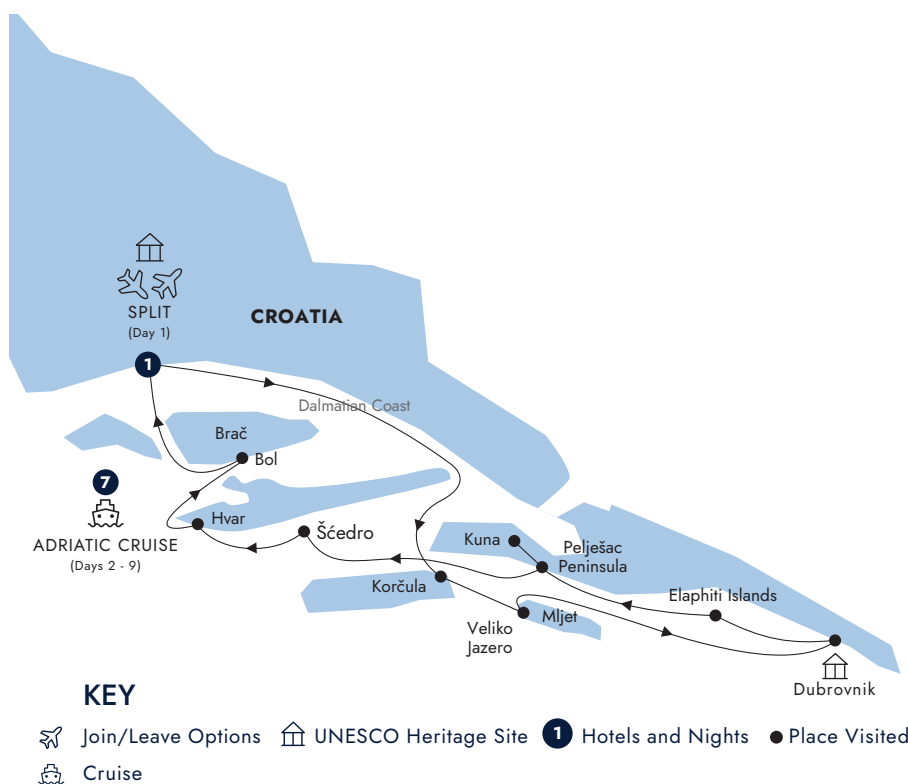 SPLIT
(Day 1)
CROATIA
1
Dalmatian Coast
Brač
Bol
7
ADRIATIC CRUISE
(Days 2 - 9)
Hvar
Šćedro
Kuna
Pelješac
Peninsula
Korčula
Elaphiti Islands
Mljet
Veliko
Jazero
Dubrovnik
KEY
Join/Leave Options
UNESCO Heritage Site
1
Hotels and Nights
Place Visited
Cruise